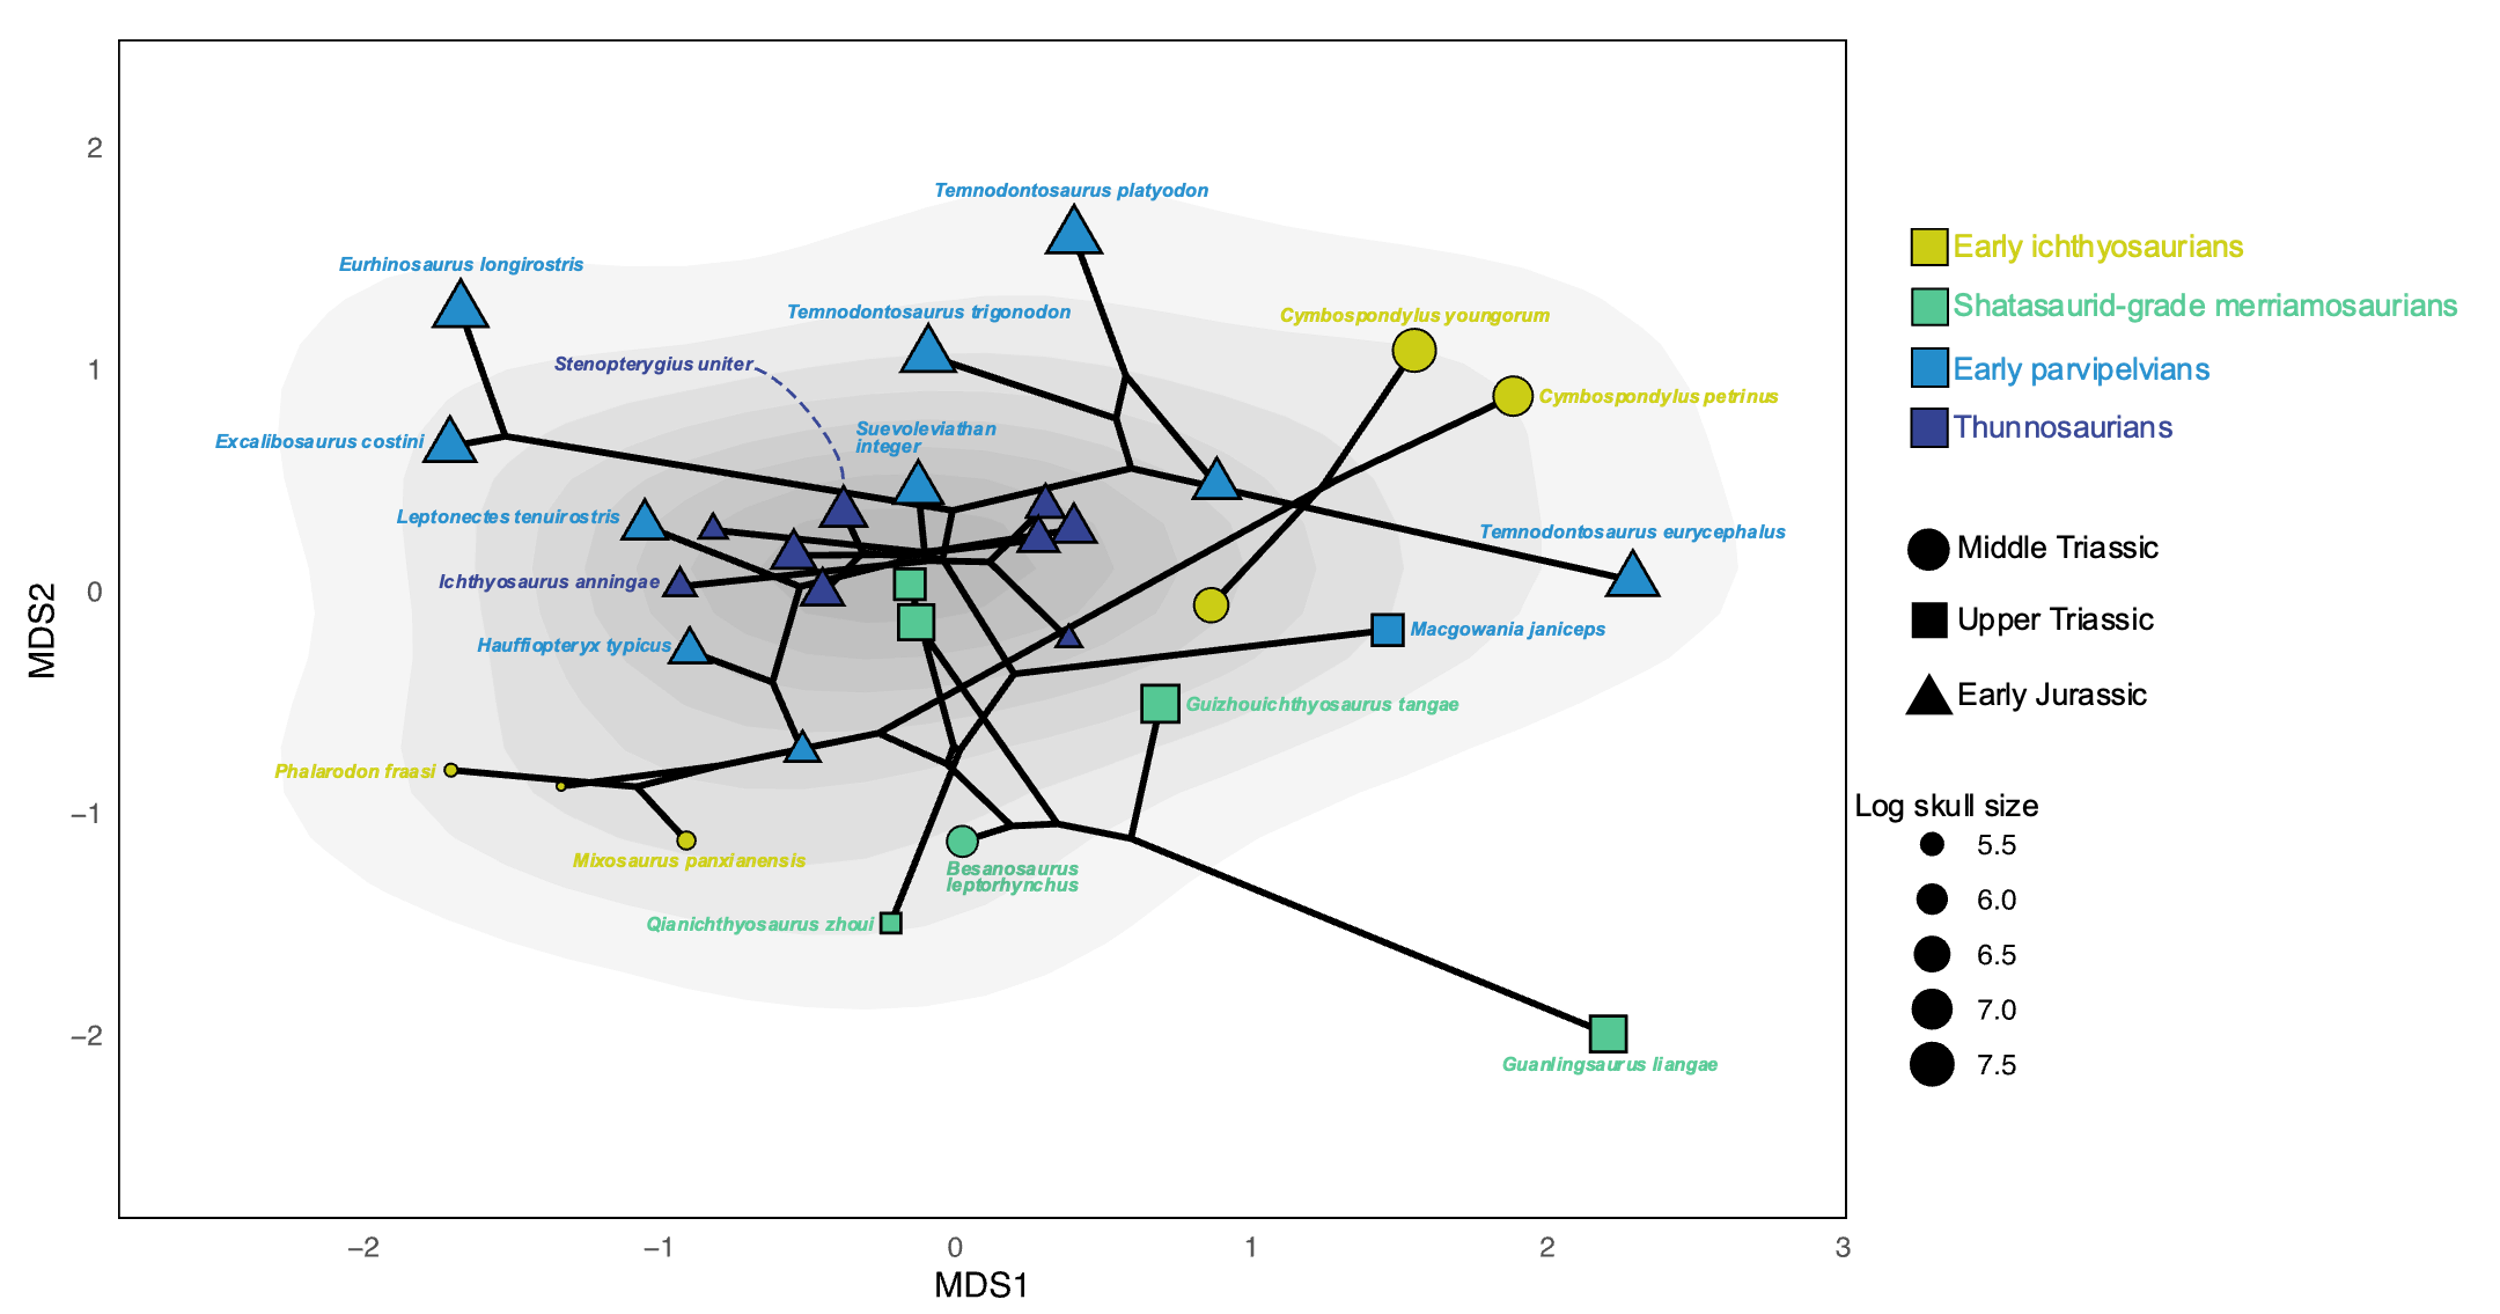 Temnodontosaurus platyodon
Eurhinosaurus longirostris
Temnodontosaurus trigonodon
Cymbospondylus youngorum
Stenopterygius uniter
Cymbospondylus petrinus
Suevoleviathan
integer
Excalibosaurus costini
Leptonectes tenuirostris
Temnodontosaurus eurycephalus
Ichthyosaurus anningae
Macgowania janiceps
Hauffiopteryx typicus
Guizhouichthyosaurus tangae
Phalarodon fraasi
Mixosaurus panxianensis
Besanosaurus
leptorhynchus
Qianichthyosaurus zhoui
Guanlingsaurus liangae
2
1
0
−1
−2
MDS2
−2
−1
0
1
2
3
MDS1
Early ichthyosaurians
Shatasaurid-grade merriamosaurians
Early parvipelvians
Thunnosaurians
Middle Triassic
Upper Triassic
Early Jurassic
Log skull size
5.5
6.0
6.5
7.0
7.5